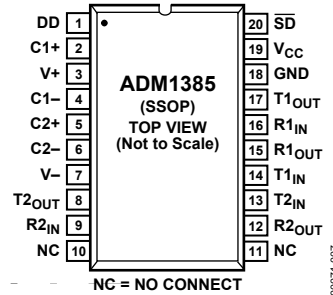 DD 1
C1+ 2
V+ 3
C1– 4
C2+ 5
C2– 6
V– 7
T2OUT 8
R2IN 9
NC 10
ADM1385
(SSOP)
TOP VIEW
(Not to Scale)
20 SD
19 VCC
18 GND
17 T1OUT
16 R1IN
15 R1OUT
14 T1IN
13 T2IN
12 R2OUT
11 NC
NC = NO CONNECT